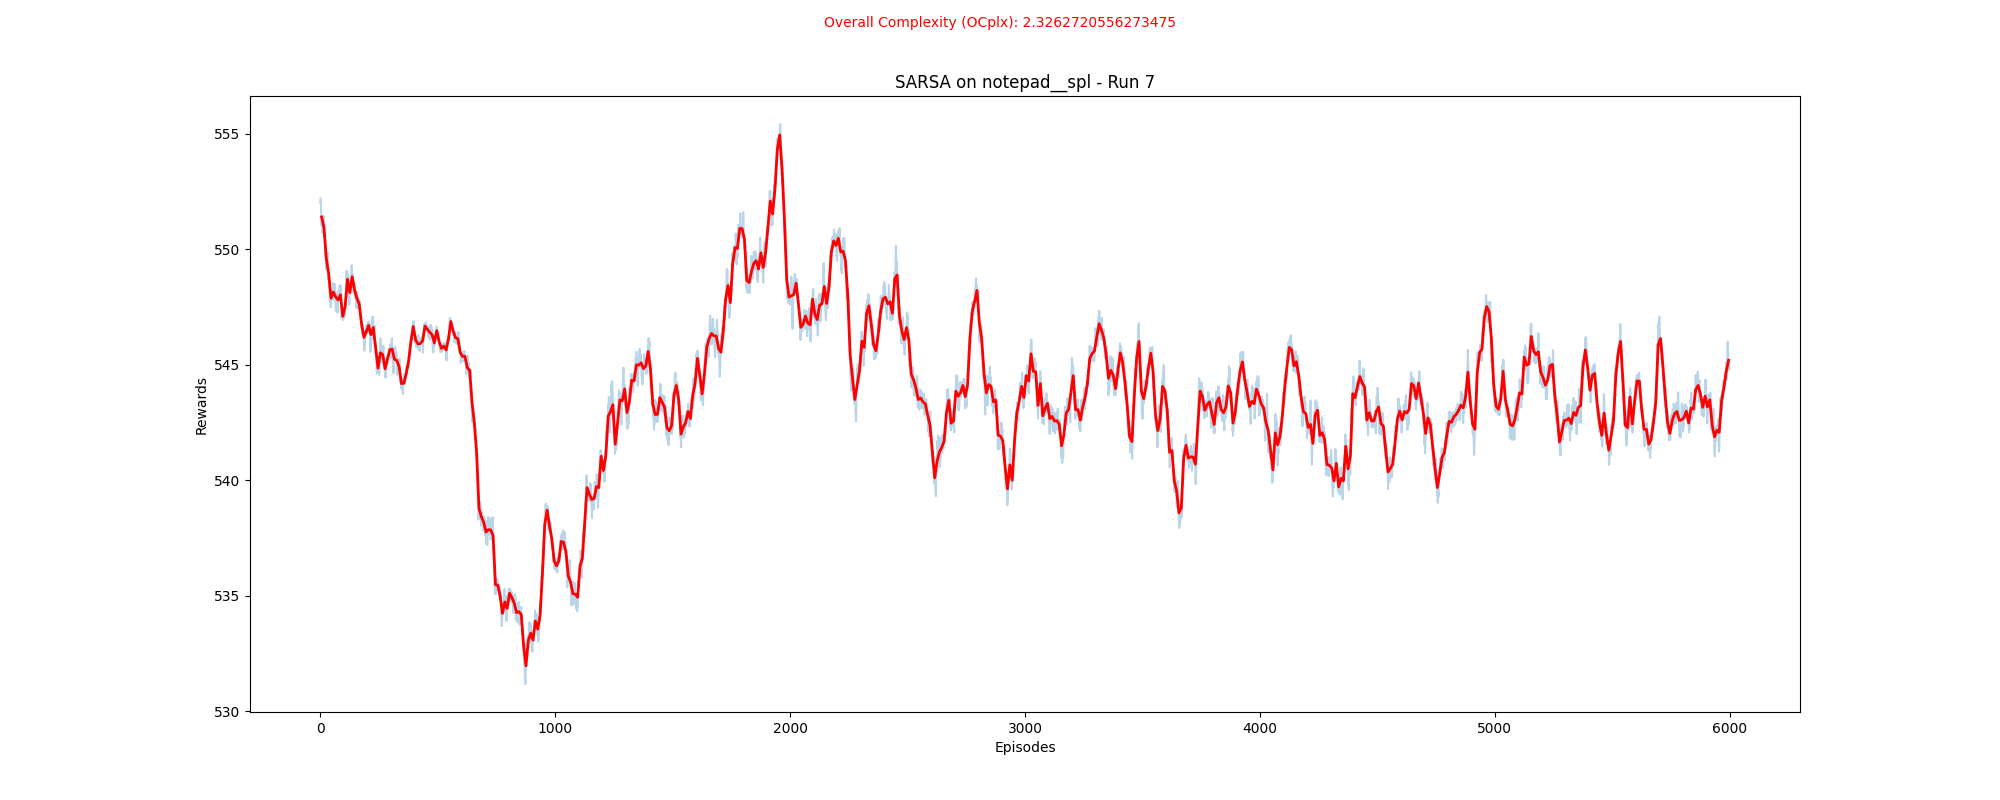 Overall Complexity (OCplx): 2.3262720556273475
SARSA on notepad__spl - Run 7
Rewards
555
550
545
540
535
530
0 1000 2000 3000 4000 5000 6000
Episodes